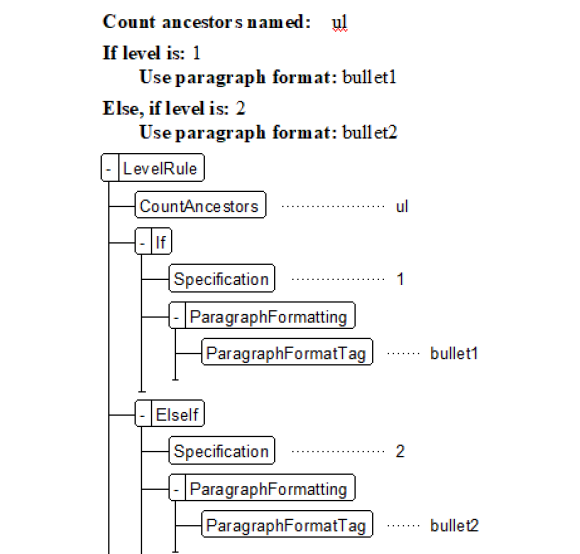 Count ancestors named: ul
If level is: 1
Use paragraph format: bullet1
Else, if level is: 2
Use paragraph format: bullet2
- LevelRule
CountAncestors ul
- If
Specification 1
- ParagraphFormatting
ParagraphFormatTag bullet1
- ElseIf
Specification 2
- ParagraphFormatting
ParagraphFormatTag bullet2